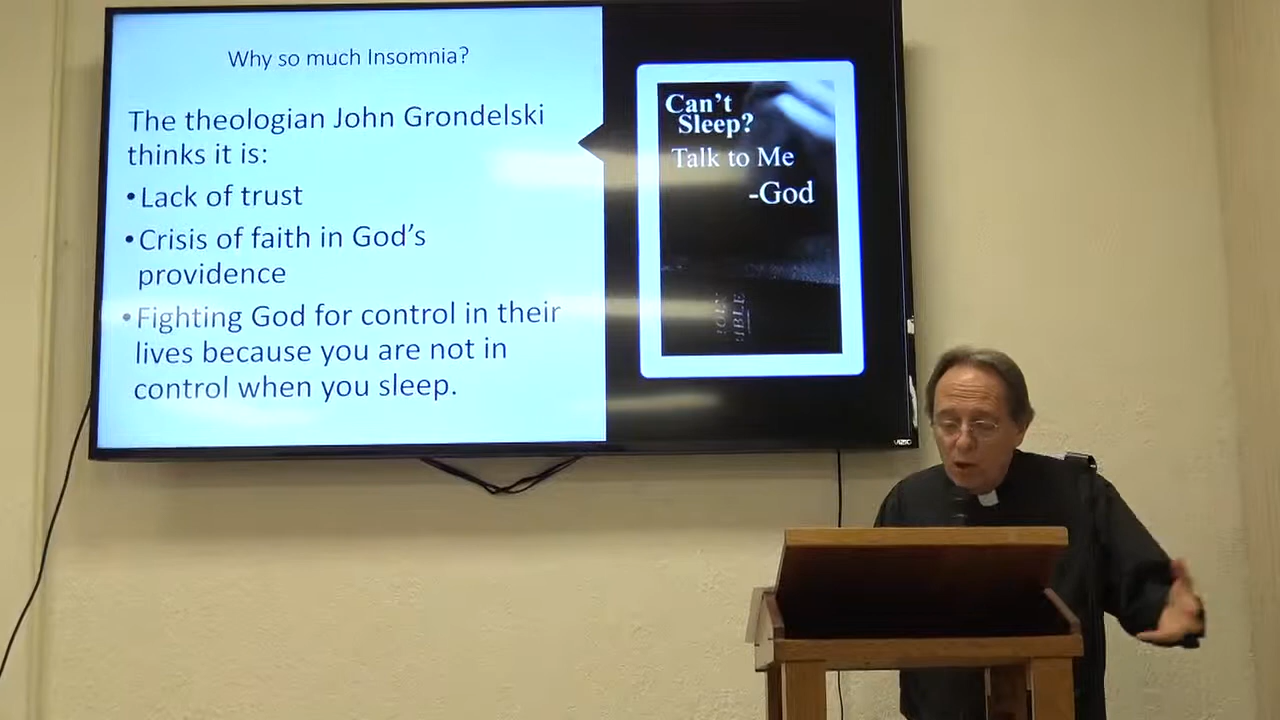 Why so much Insomnia?
The theologian John Grondelski
thinks it is:
•Lack of trust
•Crisis of faith in God's
providence
•Fighting God for control in their
lives because you are not in
control when you sleep.
Can't
Sleep?
Talk to Me
-God
VIZIO